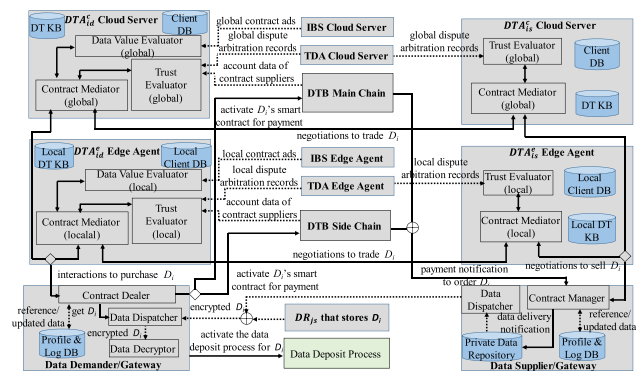 DTA^c_id Cloud Server
DT KB
Client
DB
Data Value Evaluator
(global)
Contract Mediator
(global)
Trust
Evaluator
(global)
global contract ads
global dispute
arbitration records
account data of
contract suppliers
IBS Cloud Server
TDA Cloud Server
DTB Main Chain
activate D_i's smart
contract for payment
global dispute
arbitration records
DTA^c_is Cloud Server
Trust Evaluator
(global)
Client
DB
Contract Mediator
(global)
DT KB
negotiations to trade D_i
DTA^e_id Edge Agent
Local
DT KB
Local
Client DB
Data Value Evaluator
(local)
Contract Mediator
(localal)
Trust
Evaluator
(local)
local contract ads
local dispute
arbitration records
account data of
contract suppliers
IBS Edge Agent
TDA Edge Agent
DTB Side Chain
local dispute
arbitration records
DTA^e_is Edge Agent
Trust Evaluator
(local)
Local
Client DB
Contract Mediator
(local)
Local DT
KB
negotiations to trade D_i
interactions to purchase D_i
activate D_i's smart
contract for payment
payment notification
to order D
negotiations to sell D_i
Contract Dealer
reference/
updated data
get D_i
Data Dispatcher
encrypted D_i
encrypted D_i
Profile &
Log DB
Data Decryptor
Data Demander/Gateway
DR_js that stores D_i
activate the data
deposit process for D_i
Data Deposit Process
Data
Dispatcher
Contract Manager
data delivery
notification
reference/
updated data
Private Data
Repository
Profile
& Log DB
Data Supplier/Gateway